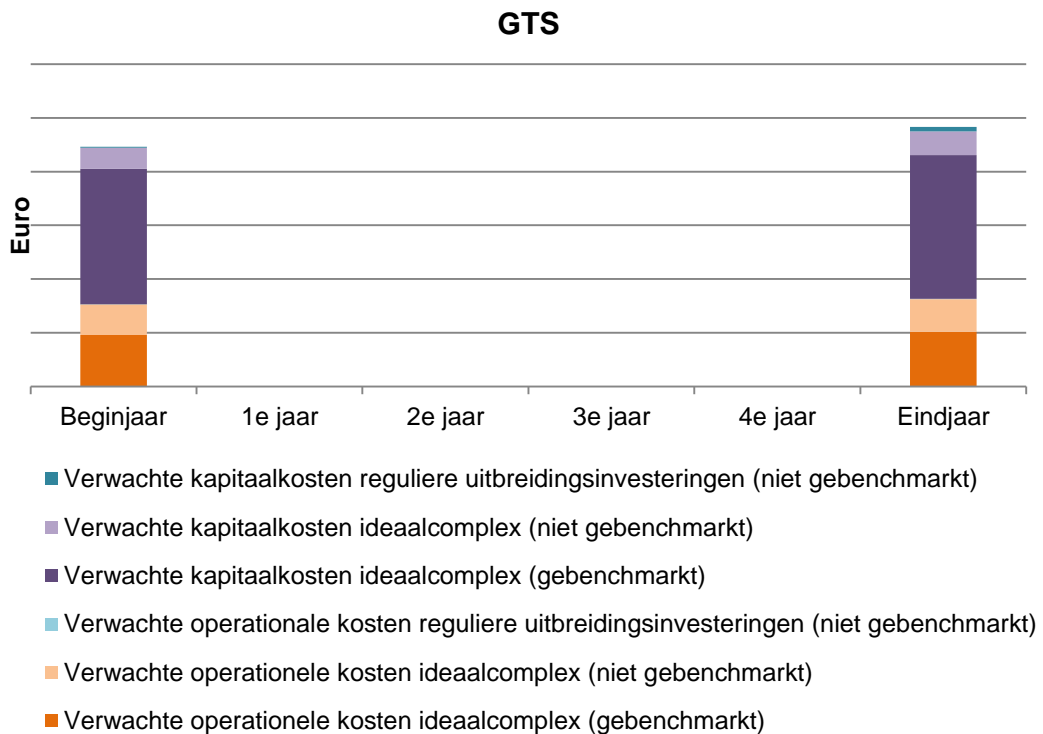 GTS
Euro
Beginjaar 1e jaar 2e jaar 3e jaar 4e jaar Eindjaar
Verwachte kapitaalkosten reguliere uitbreidingsinvesteringen (niet gebenchmarkt)
Verwachte kapitaalkosten ideaalcomplex (niet gebenchmarkt)
Verwachte kapitaalkosten ideaalcomplex (gebenchmarkt)
Verwachte operationale kosten reguliere uitbreidingsinvesteringen (niet gebenchmarkt)
Verwachte operationele kosten ideaalcomplex (niet gebenchmarkt)
Verwachte operationele kosten ideaalcomplex (gebenchmarkt)